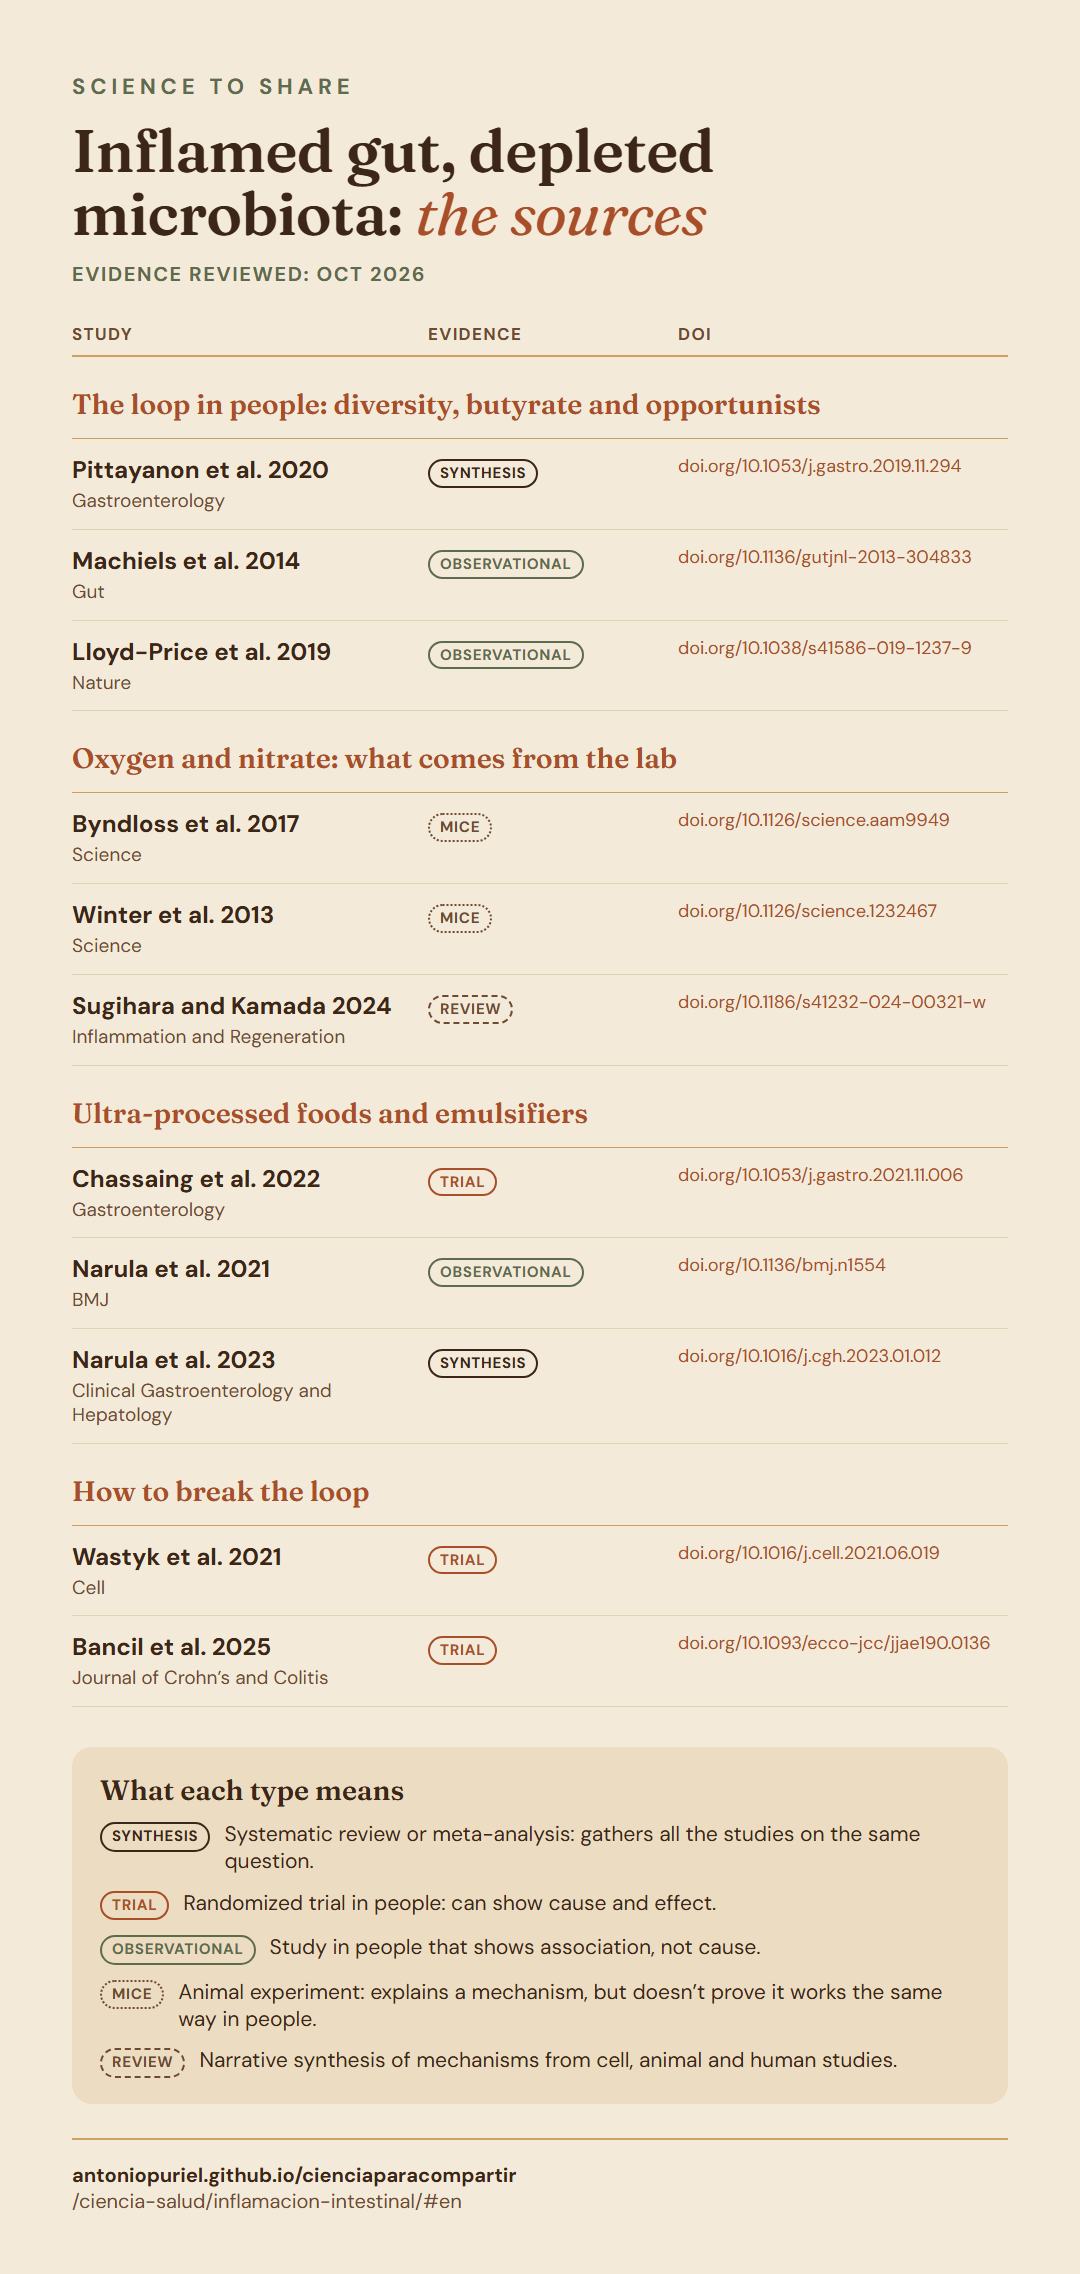 SCIENCE TO SHARE
Inflamed gut, depleted
microbiota: the sources
EVIDENCE REVIEWED: OCT 2026
STUDY EVIDENCE DOI
The loop in people: diversity, butyrate and opportunists
Pittayanon et al. 2020 SYNTHESIS doi.org/10.1053/j.gastro.2019.11.294
Gastroenterology
Machiels et al. 2014 OBSERVATIONAL doi.org/10.1136/gutjnl-2013-304833
Gut
Lloyd-Price et al. 2019 OBSERVATIONAL doi.org/10.1038/s41586-019-1237-9
Nature
Oxygen and nitrate: what comes from the lab
Byndloss et al. 2017 MICE doi.org/10.1126/science.aam9949
Science
Winter et al. 2013 MICE doi.org/10.1126/science.1232467
Science
Sugihara and Kamada 2024 REVIEW doi.org/10.1186/s41232-024-00321-w
Inflammation and Regeneration
Ultra-processed foods and emulsifiers
Chassaing et al. 2022 TRIAL doi.org/10.1053/j.gastro.2021.11.006
Gastroenterology
Narula et al. 2021 OBSERVATIONAL doi.org/10.1136/bmj.n1554
BMJ
Narula et al. 2023 SYNTHESIS doi.org/10.1016/j.cgh.2023.01.012
Clinical Gastroenterology and
Hepatology
How to break the loop
Wastyk et al. 2021 TRIAL doi.org/10.1016/j.cell.2021.06.019
Cell
Bancil et al. 2025 TRIAL doi.org/10.1093/ecco-jcc/jjae190.0136
Journal of Crohn’s and Colitis
What each type means
SYNTHESIS Systematic review or meta-analysis: gathers all the studies on the same
question.
TRIAL Randomized trial in people: can show cause and effect.
OBSERVATIONAL Study in people that shows association, not cause.
MICE Animal experiment: explains a mechanism, but doesn’t prove it works the same
way in people.
REVIEW Narrative synthesis of mechanisms from cell, animal and human studies.
antoniopuriel.github.io/cienciaparacompartir
/ciencia-salud/inflamacion-intestinal/#en